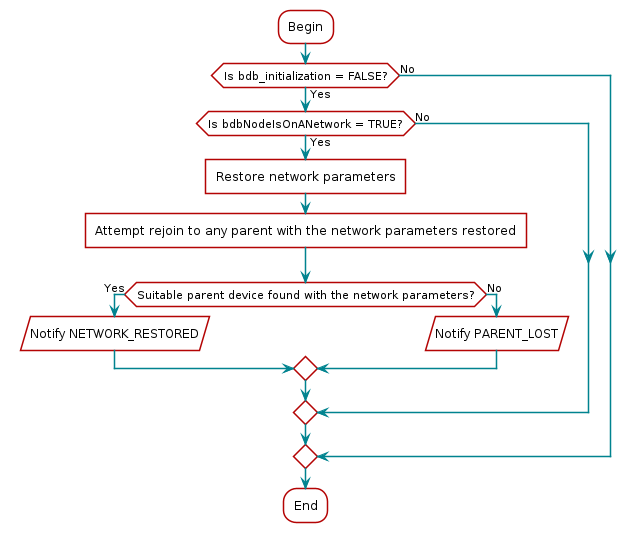 Begin
Is bdb_initialization = FALSE?
No
Yes
Is bdbNodeIsOnANetwork = TRUE?
No
Yes
Restore network parameters
Attempt rejoin to any parent with the network parameters restored
Yes
Suitable parent device found with the network parameters?
No
Notify NETWORK_RESTORED
Notify PARENT_LOST
End